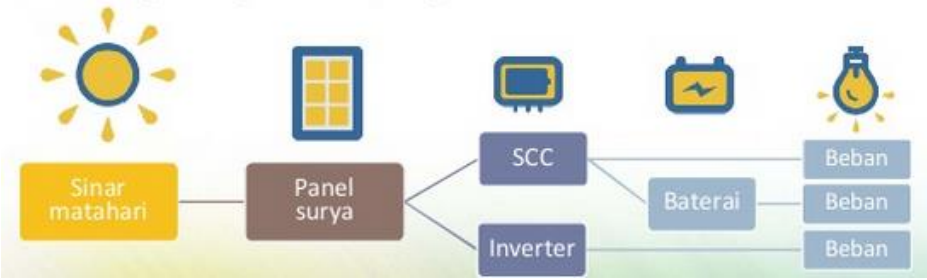 Sinar
matahari
Panel
surya
SCC
Inverter
Baterai
Beban
Beban
Beban